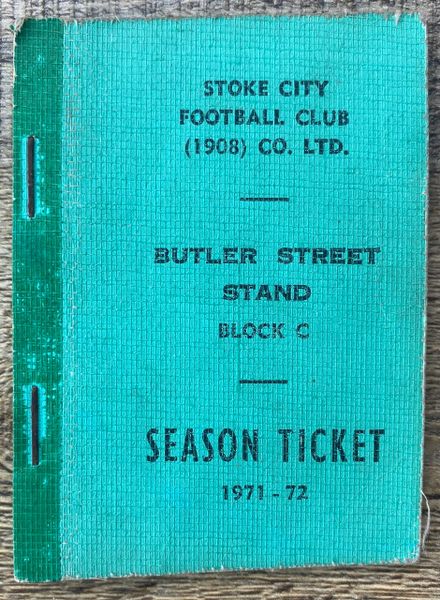 STOKE CITY
FOOTBALL CLUB
(1908) CO. LTD.
BUTLER STREET
STAND
BLOCK C
SEASON TICKET
1971-72